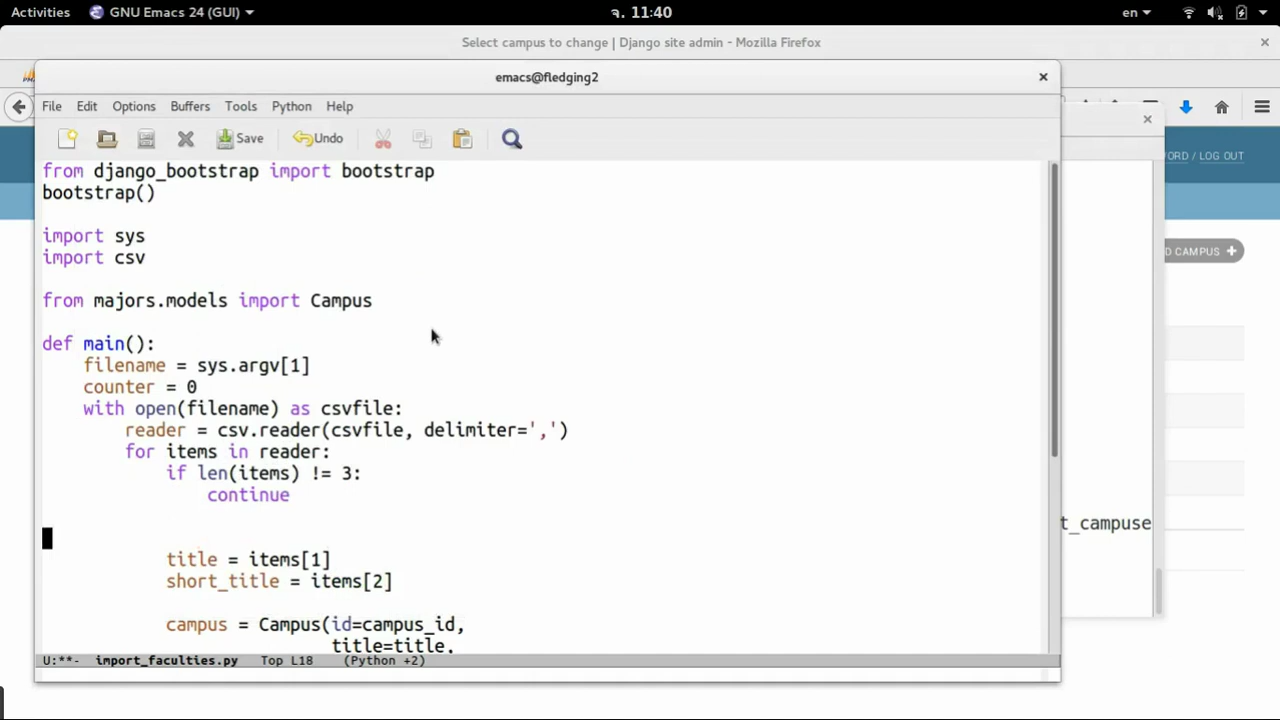 Activities GNU Emacs 24 (GUI) จ. 11:40 en
Select campus to change | Django site admin - Mozilla Firefox
emacs@fledging2
File Edit Options Buffers Tools Python Help
Save Undo
ORD / LOG OUT
D CAMPUS +
from django_bootstrap import bootstrap
bootstrap()
import sys
import csv
from majors.models import Campus
def main():
    filename = sys.argv[1]
    counter = 0
    with open(filename) as csvfile:
        reader = csv.reader(csvfile, delimiter=',')
        for items in reader:
            if len(items) != 3:
                continue
            title = items[1]
            short_title = items[2]
            campus = Campus(id=campus_id,
                            title=title,
t_campuse
U:**- import_faculties.py Top L18 (Python +2)